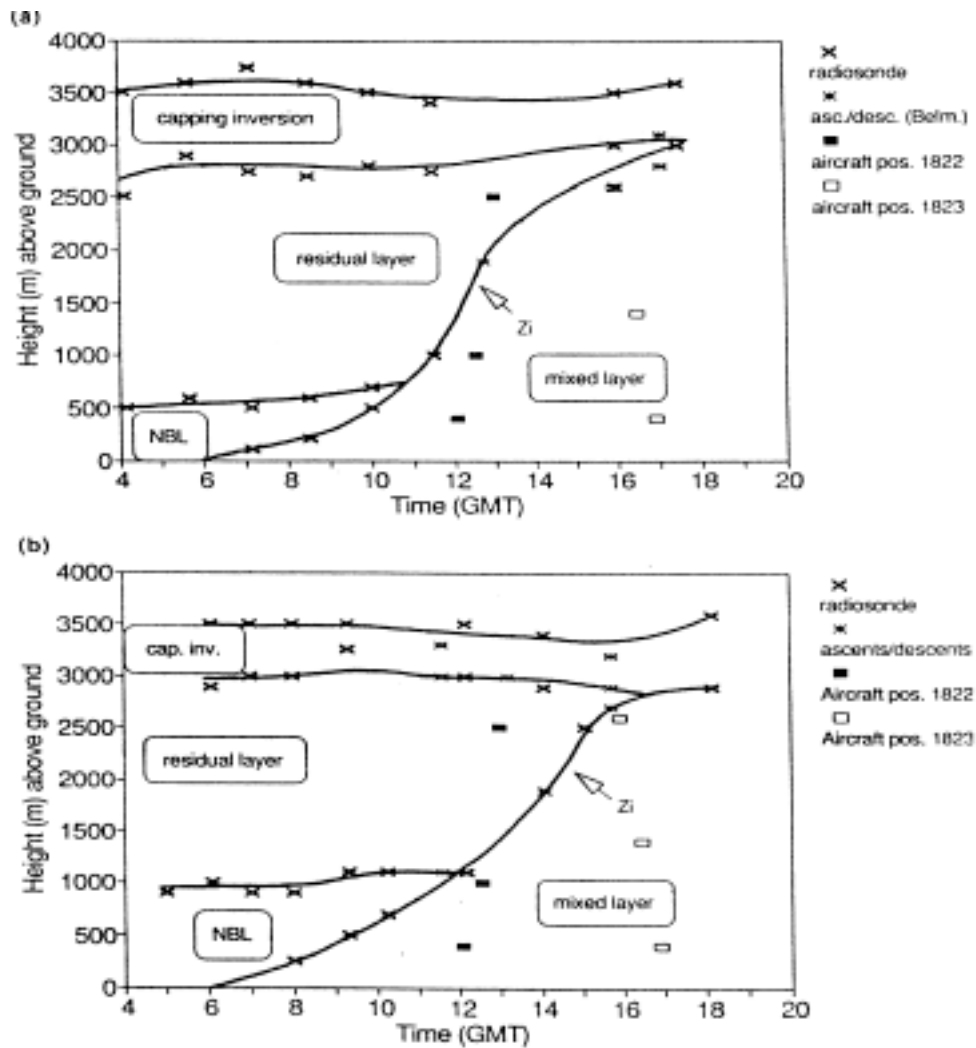 (a)
4000
3500
3000
2500
2000
1500
1000
500
0
Height (m) above ground
capping inversion
residual layer
Zi
mixed layer
NBL
4 6 8 10 12 14 16 18 20
Time (GMT)
radiosonde
asc./desc. (Belm.)
aircraft pos. 1822
aircraft pos. 1823
(b)
4000
3500
3000
2500
2000
1500
1000
500
0
Height (m) above ground
cap. inv.
residual layer
Zi
mixed layer
NBL
4 6 8 10 12 14 16 18 20
Time (GMT)
radiosonde
ascents/descents
Aircraft pos. 1822
Aircraft pos. 1823